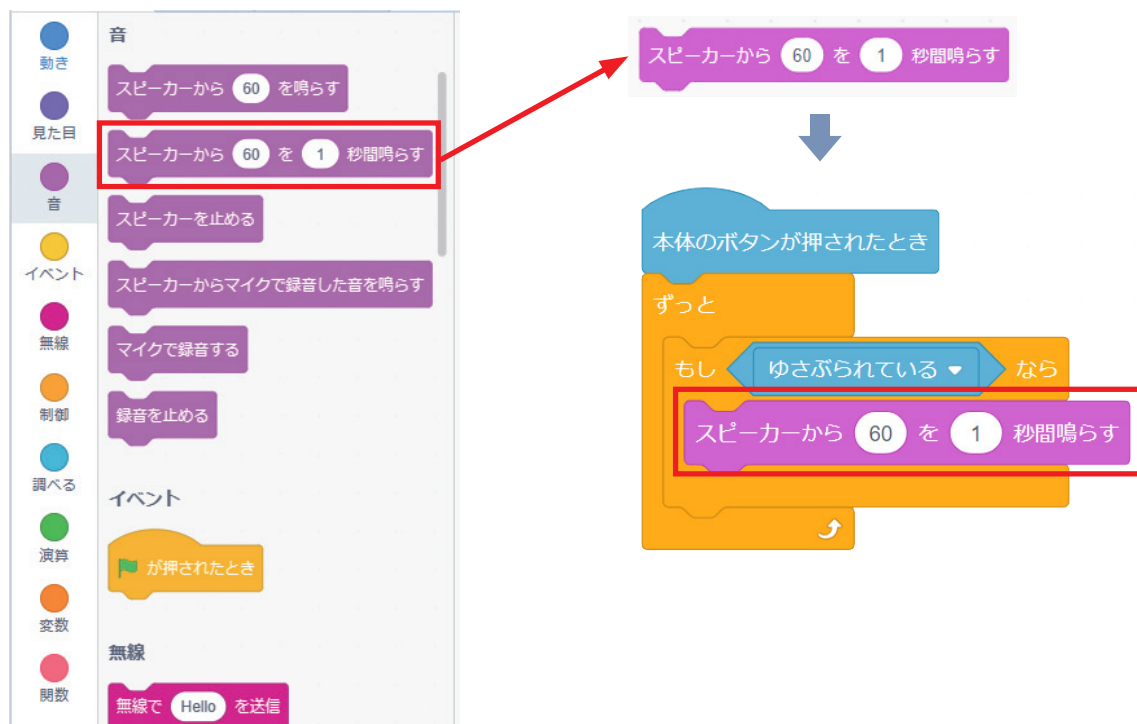 動き
見た目
音
イベント
無線
制御
調べる
演算
変数
関数
音
スピーカーから 60 を鳴らす
スピーカーから 60 を 1 秒間鳴らす
スピーカーを止める
スピーカーからマイクで録音した音を鳴らす
マイクで録音する
録音を止める
イベント
が押されたとき
無線
無線で Hello を送信
スピーカーから 60 を 1 秒間鳴らす
本体のボタンが押されたとき
ずっと
もし ゆさぶられている なら
スピーカーから 60 を 1 秒間鳴らす